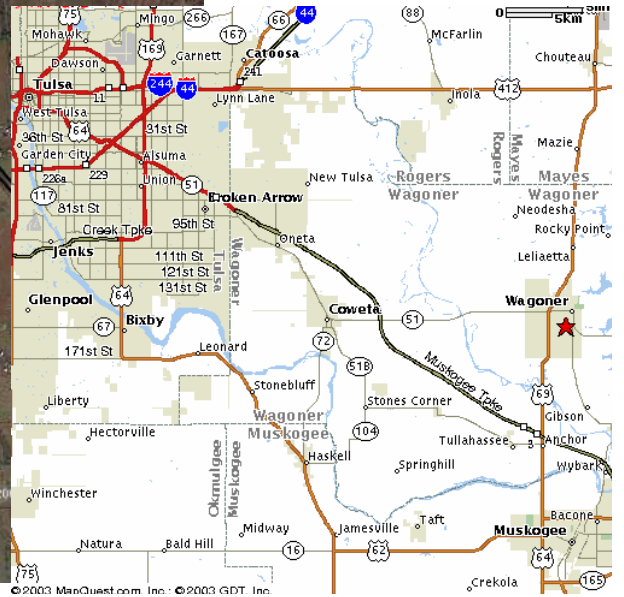 75
Mingo
266
66
44
88
0 5mi
5km
Mohawk
169
167
McFarlin
Dawson
Garnett
Catoosa
Chouteau
241
Tulsa
11
244
44
Lynn Lane
Inola
412
West Tulsa
64
31st St
36th St
Mazie
Mayes
Rogers
Garden City
Alsuma
226a
229
Union
51
New Tulsa
Rogers
Wagoner
Mayes
Wagoner
117
81st St
Broken Arrow
95th St
Neodesha
Rocky Point
Creek Tpke
Oneta
Jenks
111th St
121st St
131st St
Tulsa
Wagoner
Leliaetta
64
Glenpool
Wagoner
Coweta
51
67
Bixby
171st St
Leonard
72
Muskogee Tpke
518
69
Stonebluff
Liberty
Wagoner
Muskogee
Stones Corner
Gibson
Hectorville
104
Tullahassee
3
Anchor
Okmulgee
Muskogee
Haskell
Springhill
Wybark
Winchester
Bacone
Midway
Jamesville
Taft
Muskogee
Natura
Bald Hill
16
62
64
75
Crekola
165
©2003 MapQuest.com, Inc.; ©2003 GDT, Inc.